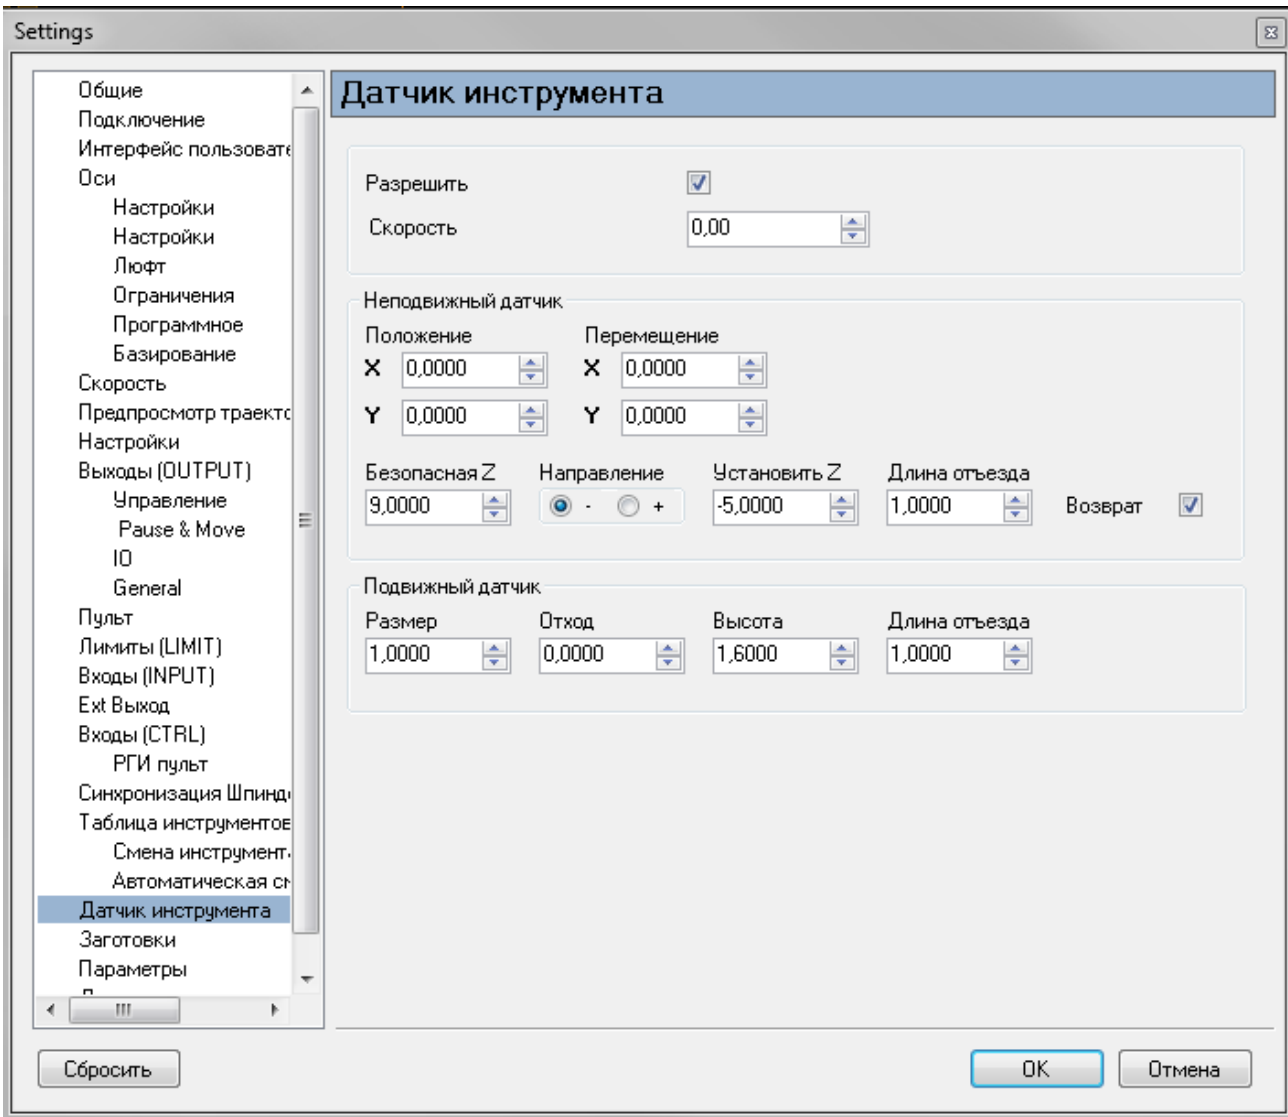 Settings
Общие
Подключение
Интерфейс пользовате
Оси
Настройки
Настройки
Люфт
Ограничения
Программное
Базирование
Скорость
Предпросмотр траекто
Настройки
Выходы (OUTPUT)
Управление
Pause & Move
IO
General
Пульт
Лимиты (LIMIT)
Входы (INPUT)
Ext Выход
Входы (CTRL)
РГИ пульт
Синхронизация Шпинд
Таблица инструментов
Смена инструмент
Автоматическая см
Датчик инструмента
Заготовки
Параметры
Датчик инструмента
Разрешить
Скорость 0,00
Неподвижный датчик
Положение Перемещение
X 0,0000 X 0,0000
Y 0,0000 Y 0,0000
Безопасная Z Направление Установить Z Длина отъезда
9,0000 - + -5,0000 1,0000 Возврат
Подвижный датчик
Размер Отход Высота Длина отъезда
1,0000 0,0000 1,6000 1,0000
Сбросить OK Отмена